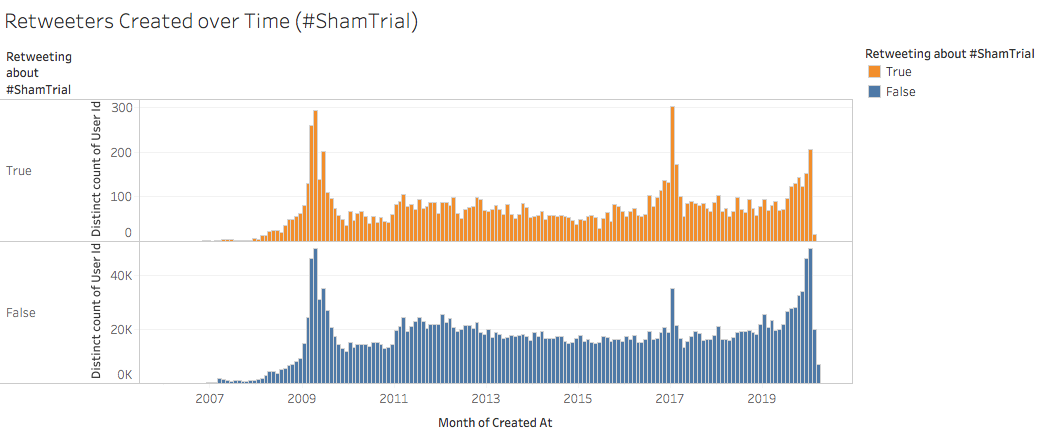 Retweeters Created over Time (#ShamTrial)
Retweeting
about
#ShamTrial
Retweeting about #ShamTrial
True
False
True
Distinct count of User Id
300
200
100
0
False
Distinct count of User Id
40K
20K
0K
2007 2009 2011 2013 2015 2017 2019
Month of Created At